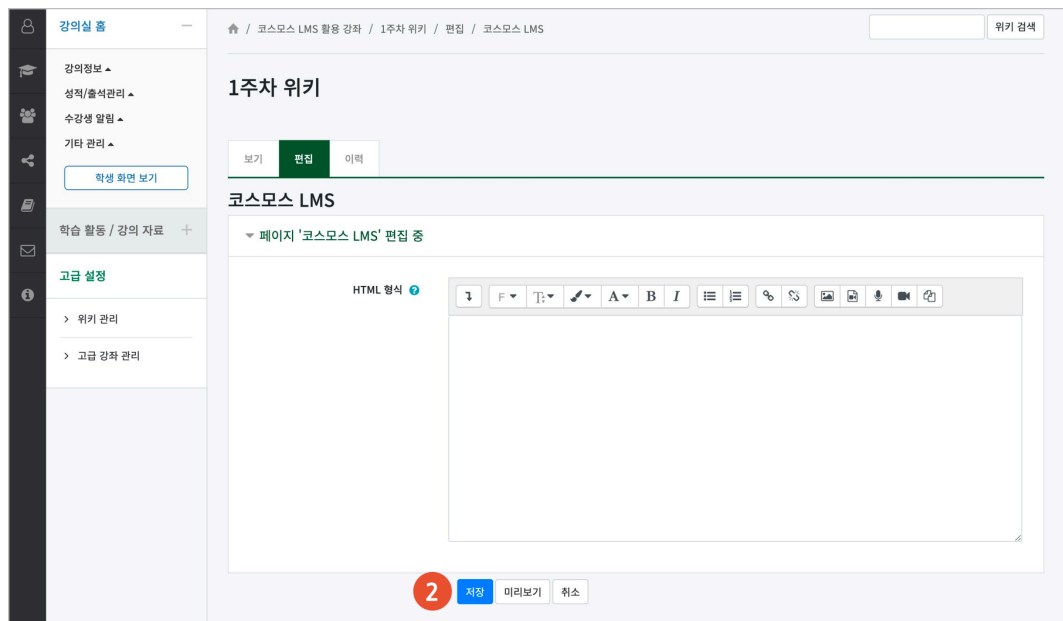 강의실 홈
코스모스 LMS 활용 강좌 / 1주차 위키 / 편집 / 코스모스 LMS
위키 검색
강의정보
성적/출석관리
수강생 알림
기타 관리
학생 화면 보기
학습 활동 / 강의 자료
고급 설정
위키 관리
고급 강좌 관리
1주차 위키
보기 편집 이력
코스모스 LMS
페이지 '코스모스 LMS' 편집 중
HTML 형식 ?
F T: A B I
2 저장 미리보기 취소